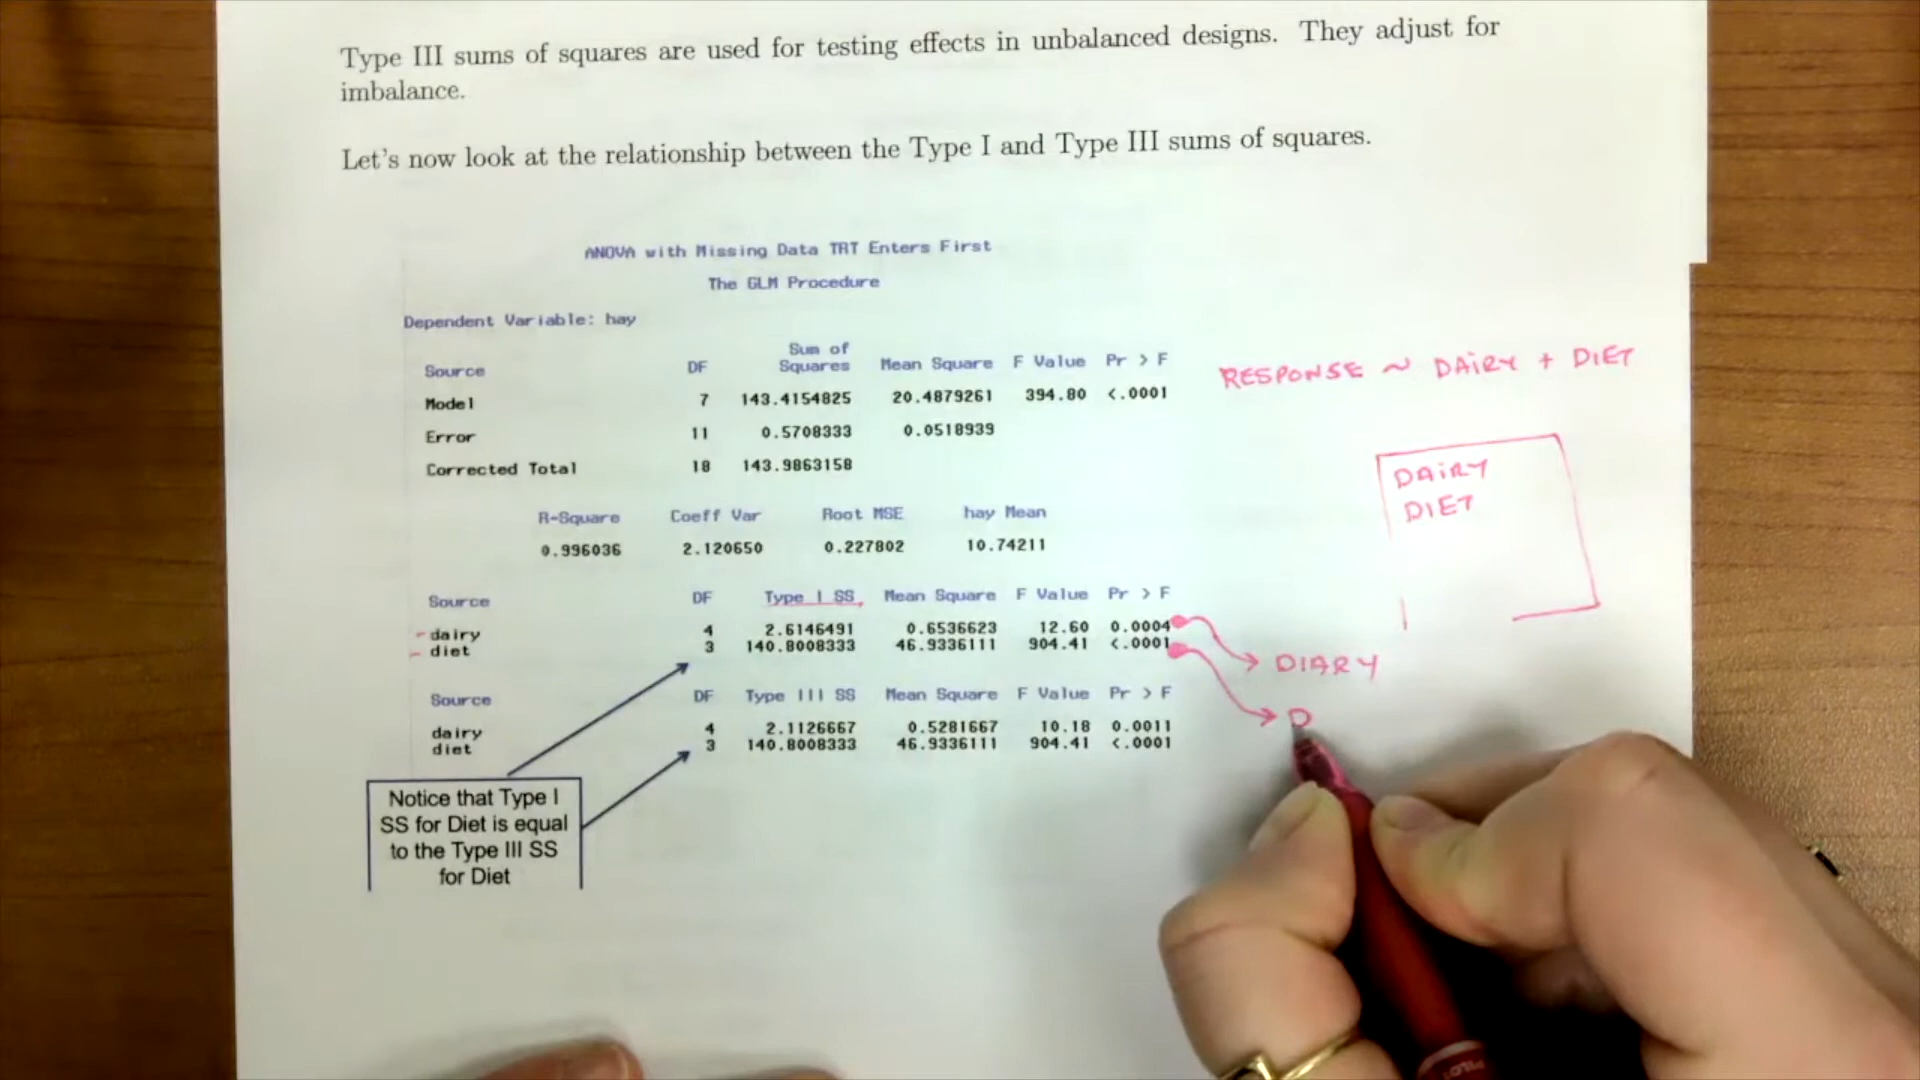 Type III sums of squares are used for testing effects in unbalanced designs. They adjust for
imbalance.
Let's now look at the relationship between the Type I and Type III sums of squares.
ANOVA with Missing Data TRT Enters First
The GLM Procedure
Dependent Variable: hay
Source DF Sum of Squares Mean Square F Value Pr > F
Model 7 143.4154825 20.4879261 394.80 <.0001
Error 11 0.5708333 0.0518939
Corrected Total 18 143.9863158
R-Square Coeff Var Root MSE hay Mean
0.996036 2.120650 0.227802 10.74211
Source DF Type I SS Mean Square F Value Pr > F
dairy 4 2.6146491 0.6536623 12.60 0.0004
diet 3 140.8008333 46.9336111 904.41 <.0001
Source DF Type III SS Mean Square F Value Pr > F
dairy 4 2.1126667 0.5281667 10.18 0.0011
diet 3 140.8008333 46.9336111 904.41 <.0001
Notice that Type I
SS for Diet is equal
to the Type III SS
for Diet
RESPONSE ~ DAIRY + DIET
DAIRY
DIET
DIARY
D
PILOT